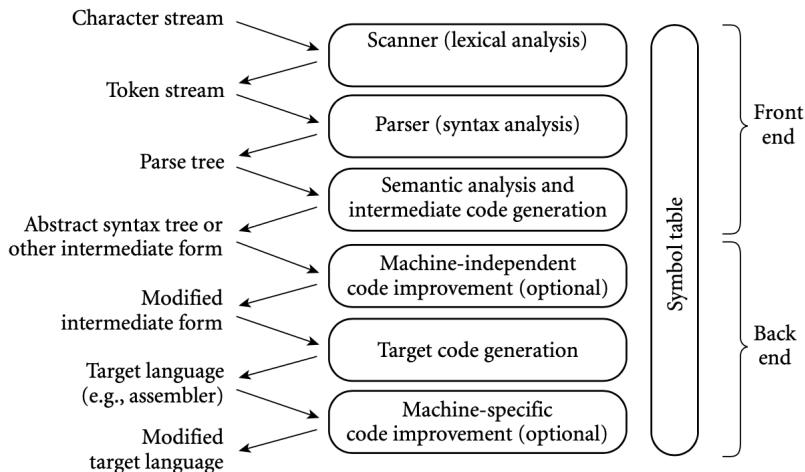 Character stream
Scanner (lexical analysis)
Token stream
Parser (syntax analysis)
Parse tree
Semantic analysis and
intermediate code generation
Abstract syntax tree or
other intermediate form
Machine-independent
code improvement (optional)
Modified
intermediate form
Target code generation
Target language
(e.g., assembler)
Machine-specific
code improvement (optional)
Modified
target language
Symbol table
Front
end
Back
end